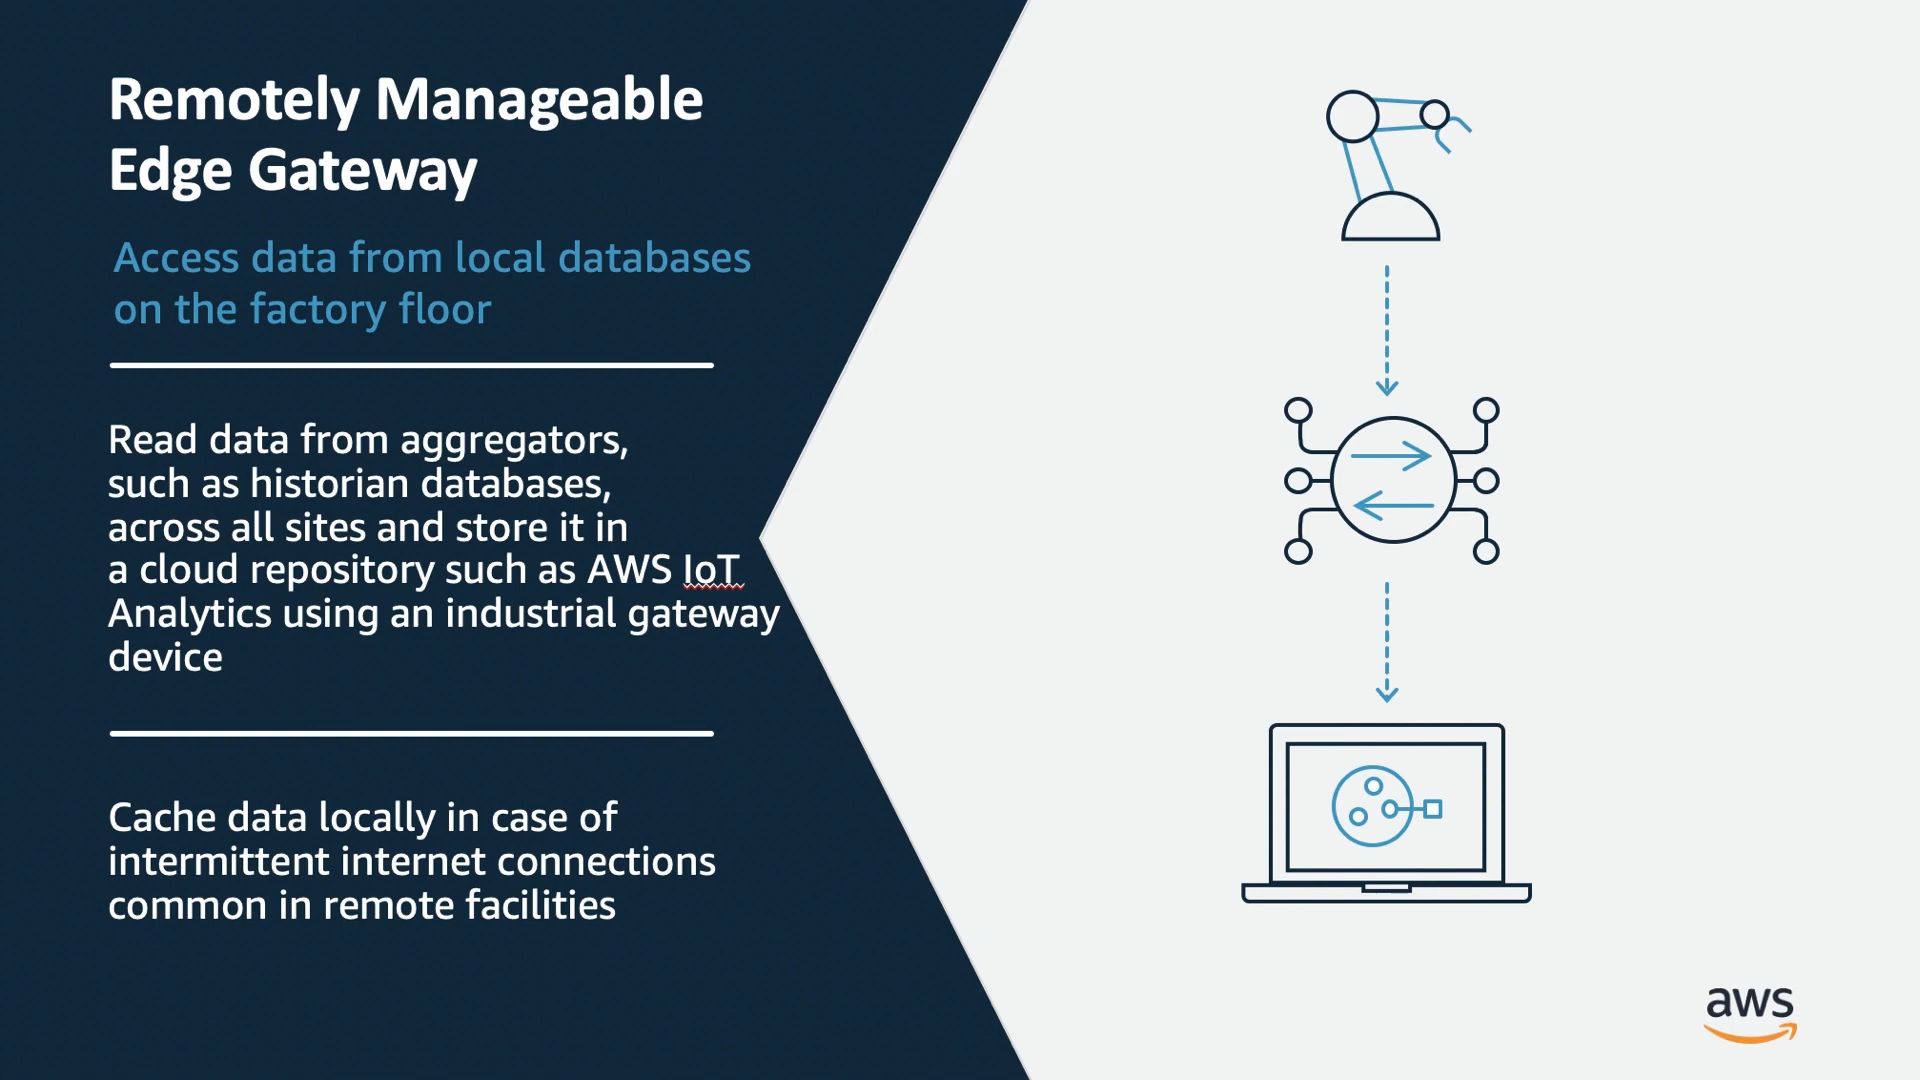 Remotely Manageable
Edge Gateway
Access data from local databases
on the factory floor
Read data from aggregators,
such as historian databases,
across all sites and store it in
a cloud repository such as AWS IoT
Analytics using an industrial gateway
device
Cache data locally in case of
intermittent internet connections
common in remote facilities
aws